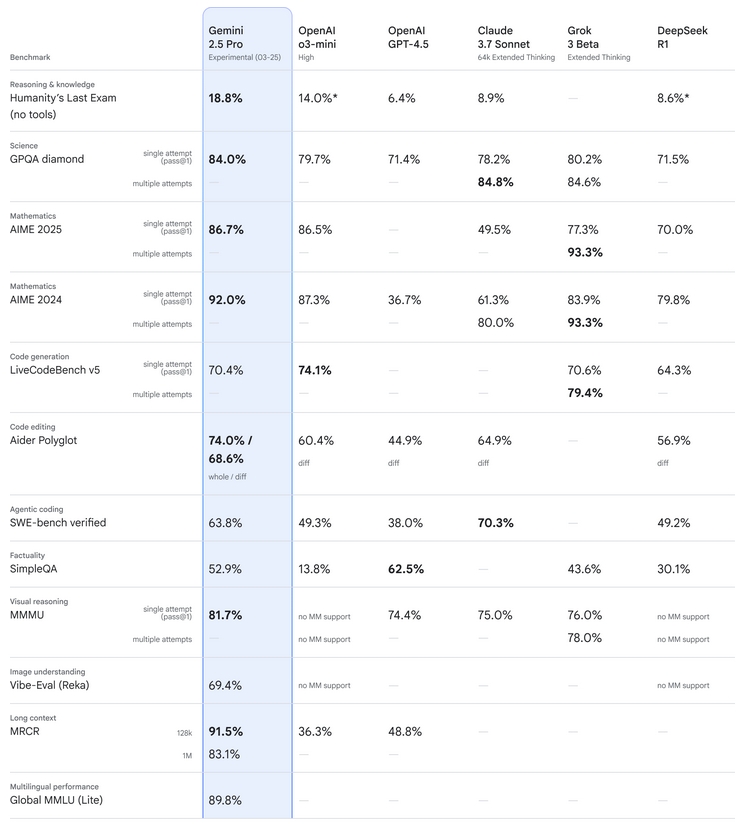 Benchmark Gemini 2.5 Pro Experimental (03-25) OpenAI o3-mini High OpenAI GPT-4.5 Claude 3.7 Sonnet 64k Extended Thinking Grok 3 Beta Extended Thinking DeepSeek R1
Reasoning & knowledge
Humanity's Last Exam 18.8% 14.0%* 6.4% 8.9% — 8.6%*
(no tools)
Science
GPQA diamond single attempt (pass@1) 84.0% 79.7% 71.4% 78.2% 80.2% 71.5%
multiple attempts — — — 84.8% 84.6% —
Mathematics
AIME 2025 single attempt (pass@1) 86.7% 86.5% — 49.5% 77.3% 70.0%
multiple attempts — — — — 93.3% —
Mathematics
AIME 2024 single attempt (pass@1) 92.0% 87.3% 36.7% 61.3% 83.9% 79.8%
multiple attempts — — — 80.0% 93.3% —
Code generation
LiveCodeBench v5 single attempt (pass@1) 70.4% 74.1% — — 70.6% 64.3%
multiple attempts — — — — 79.4% —
Code editing
Aider Polyglot 74.0% / 68.6% 60.4% 44.9% 64.9% — 56.9%
whole / diff diff diff diff diff
Agentic coding
SWE-bench verified 63.8% 49.3% 38.0% 70.3% — 49.2%
Factuality
SimpleQA 52.9% 13.8% 62.5% — 43.6% 30.1%
Visual reasoning
MMMU single attempt (pass@1) 81.7% no MM support 74.4% 75.0% 76.0% no MM support
multiple attempts — no MM support — — 78.0% no MM support
Image understanding
Vibe-Eval (Reka) 69.4% no MM support — — — no MM support
Long context
MRCR 128k 91.5% 36.3% 48.8% — — —
1M 83.1% — — — — —
Multilingual performance
Global MMLU (Lite) 89.8% — — — — —